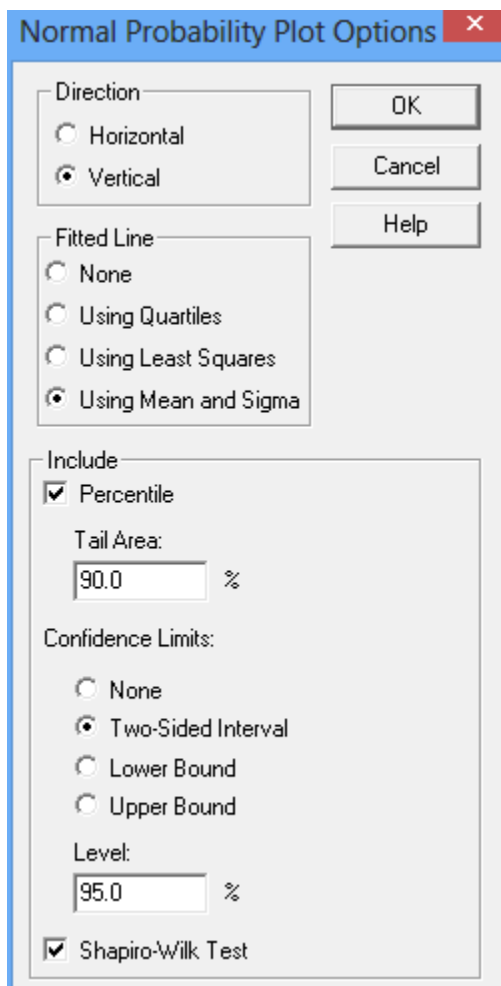 Normal Probability Plot Options
Direction
Horizontal
Vertical
OK
Cancel
Help
Fitted Line
None
Using Quartiles
Using Least Squares
Using Mean and Sigma
Include
Percentile
Tail Area:
90.0 %
Confidence Limits:
None
Two-Sided Interval
Lower Bound
Upper Bound
Level:
95.0 %
Shapiro-Wilk Test